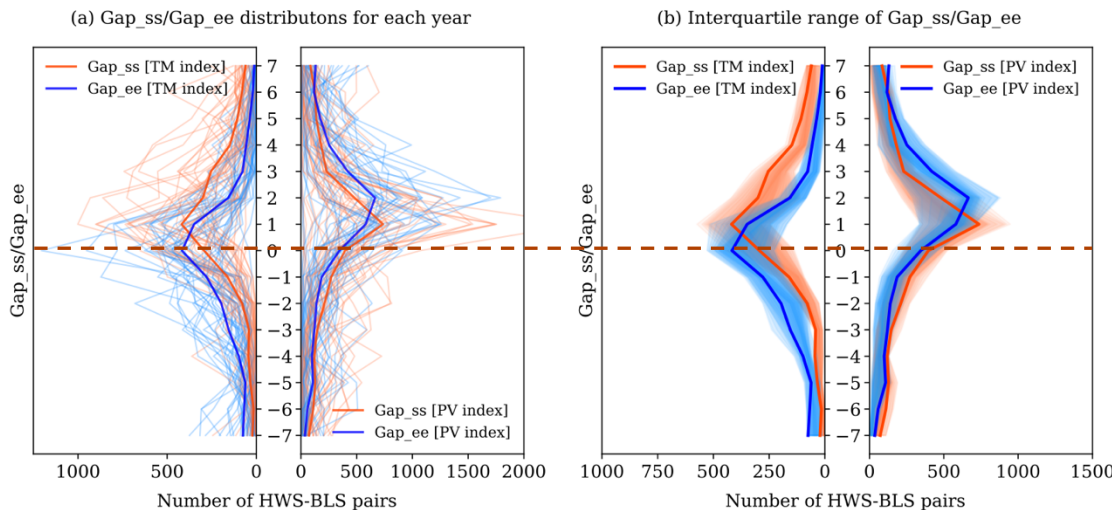 (a) Gap_ss/Gap_ee distributons for each year
Gap_ss/Gap_ee
Gap_ss [TM index]
Gap_ee [TM index]
7
6
5
4
3
2
1
0
−1
−2
−3
−4
−5
−6
−7
Gap_ss [PV index]
Gap_ee [PV index]
1000 500 0
0 500 1000 1500 2000
Number of HWS-BLS pairs
(b) Interquartile range of Gap_ss/Gap_ee
Gap_ss/Gap_ee
Gap_ss [TM index]
Gap_ee [TM index]
7
6
5
4
3
2
1
0
−1
−2
−3
−4
−5
−6
−7
Gap_ss [PV index]
Gap_ee [PV index]
1000 750 500 250 0
0 500 1000 1500
Number of HWS-BLS pairs